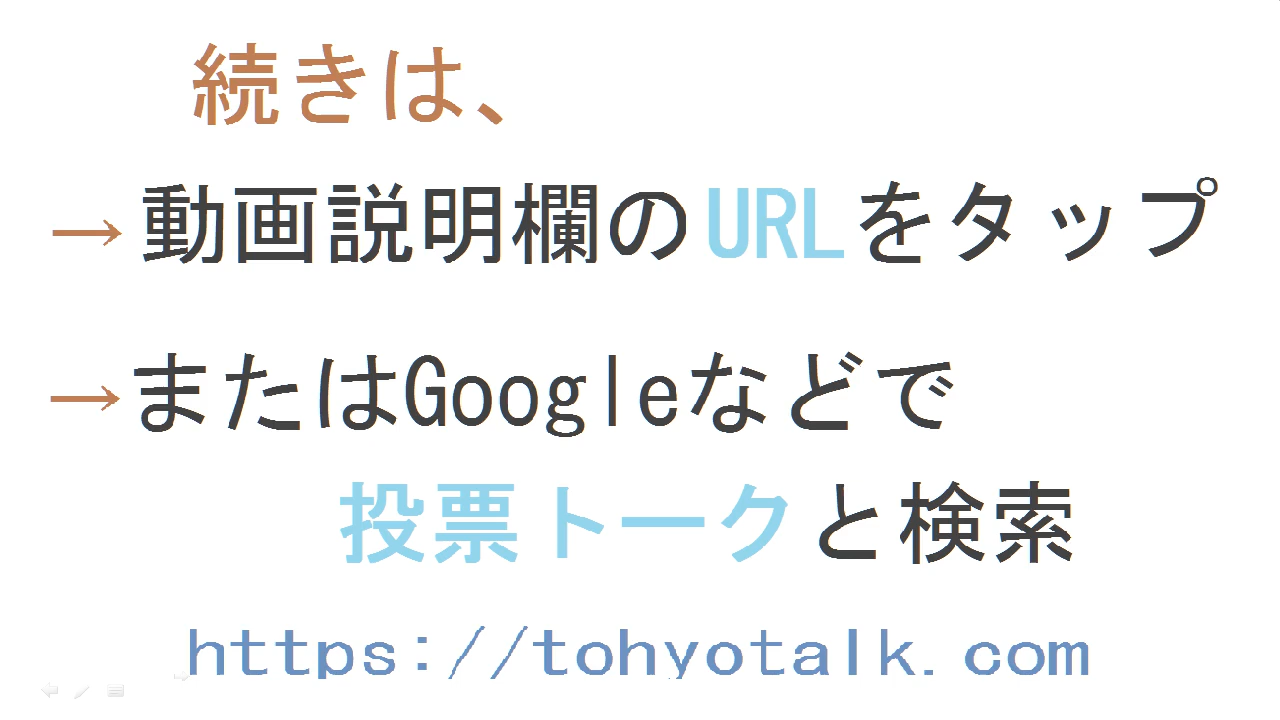 続きは、
→動画説明欄のURLをタップ
→またはGoogleなどで
投票トークと検索
https://tohyotalk.com